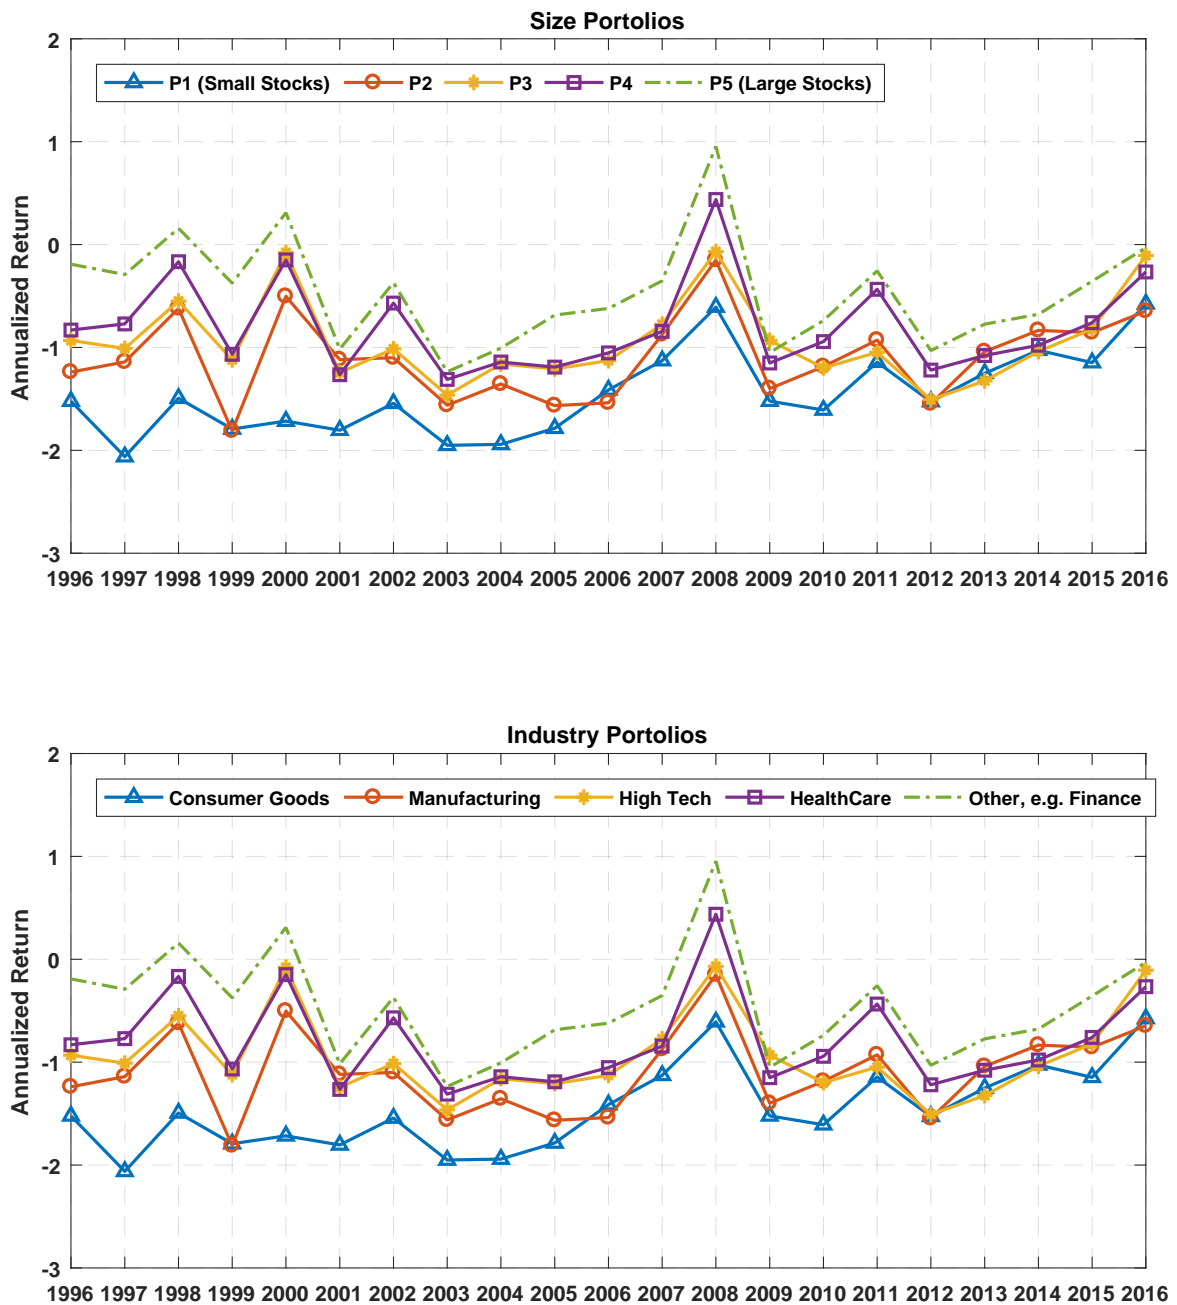 Size Portolios
2
P1 (Small Stocks) P2 P3 P4 P5 (Large Stocks)
1
0
-1
-2
-3
Annualized Return
1996 1997 1998 1999 2000 2001 2002 2003 2004 2005 2006 2007 2008 2009 2010 2011 2012 2013 2014 2015 2016
Industry Portolios
2
Consumer Goods Manufacturing High Tech HealthCare Other, e.g. Finance
1
0
-1
-2
-3
Annualized Return
1996 1997 1998 1999 2000 2001 2002 2003 2004 2005 2006 2007 2008 2009 2010 2011 2012 2013 2014 2015 2016